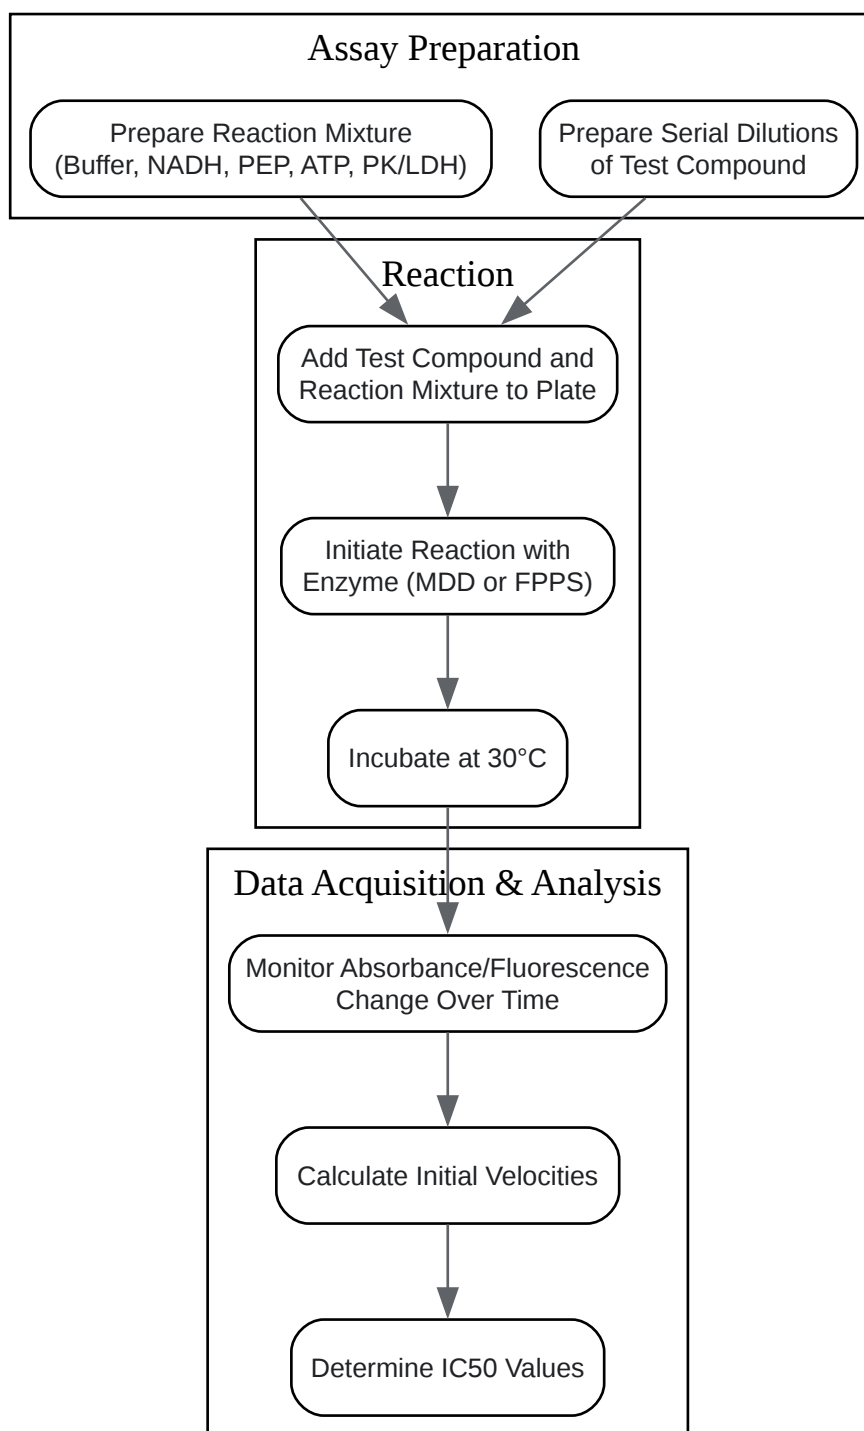 Assay Preparation
Prepare Reaction Mixture
(Buffer, NADH, PEP, ATP, PK/LDH)
Prepare Serial Dilutions
of Test Compound
Reaction
Add Test Compound and
Reaction Mixture to Plate
Initiate Reaction with
Enzyme (MDD or FPPS)
Incubate at 30°C
Data Acquisition & Analysis
Monitor Absorbance/Fluorescence
Change Over Time
Calculate Initial Velocities
Determine IC50 Values